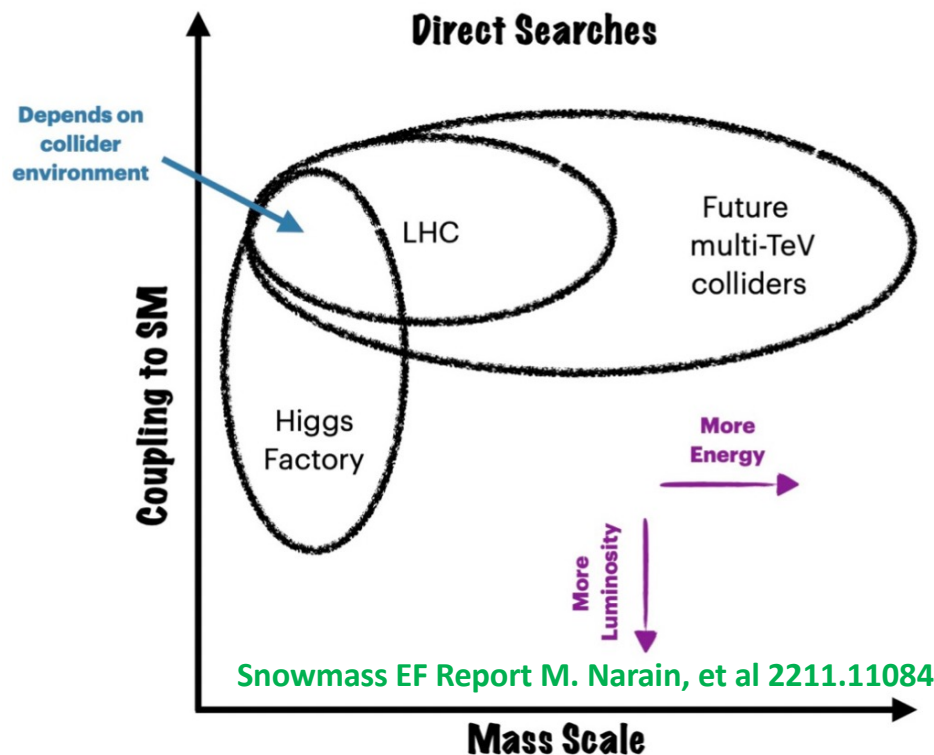 Direct Searches
Depends on
collider
environment
LHC
Future
multi-TeV
colliders
Coupling to SM
Higgs
Factory
More
Energy
More
Luminosity
Snowmass EF Report M. Narain, et al 2211.11084
Mass Scale